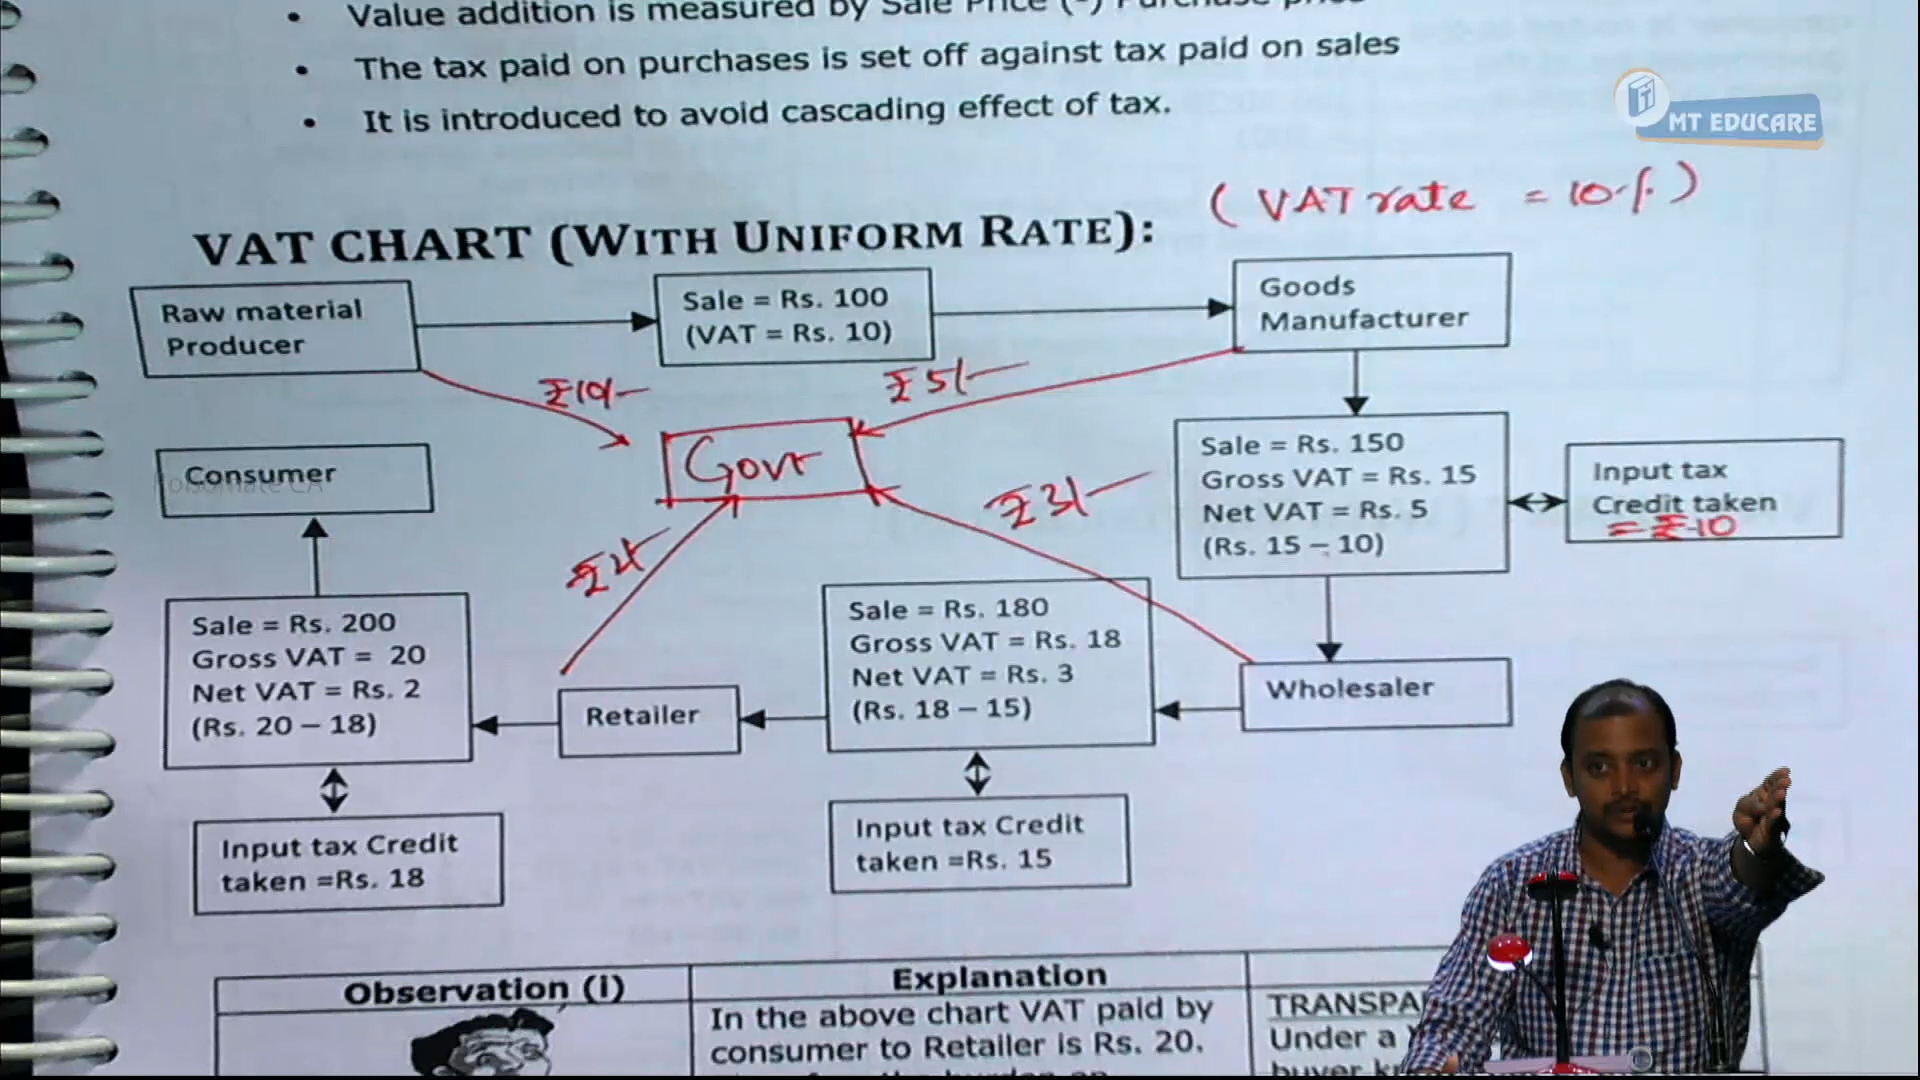 Value addition is measured by Sale Price (-) Purchase price
The tax paid on purchases is set off against tax paid on sales
It is introduced to avoid cascading effect of tax.
MT EDUCARE
(VAT rate = 10%)
VAT CHART (WITH UNIFORM RATE):
Raw material
Producer
Sale = Rs. 100
(VAT = Rs. 10)
Goods
Manufacturer
₹10/-
₹5/-
Govt
Consumer
Sale = Rs. 150
Gross VAT = Rs. 15
Net VAT = Rs. 5
(Rs. 15 – 10)
Input tax
Credit taken
= ₹10
₹3/-
₹2/-
Sale = Rs. 200
Gross VAT = 20
Net VAT = Rs. 2
(Rs. 20 – 18)
Retailer
Sale = Rs. 180
Gross VAT = Rs. 18
Net VAT = Rs. 3
(Rs. 18 – 15)
Wholesaler
Input tax Credit
taken =Rs. 18
Input tax Credit
taken =Rs. 15
Observation (i)
Explanation
In the above chart VAT paid by
consumer to Retailer is Rs. 20.
TRANSPA
Under a
buyer